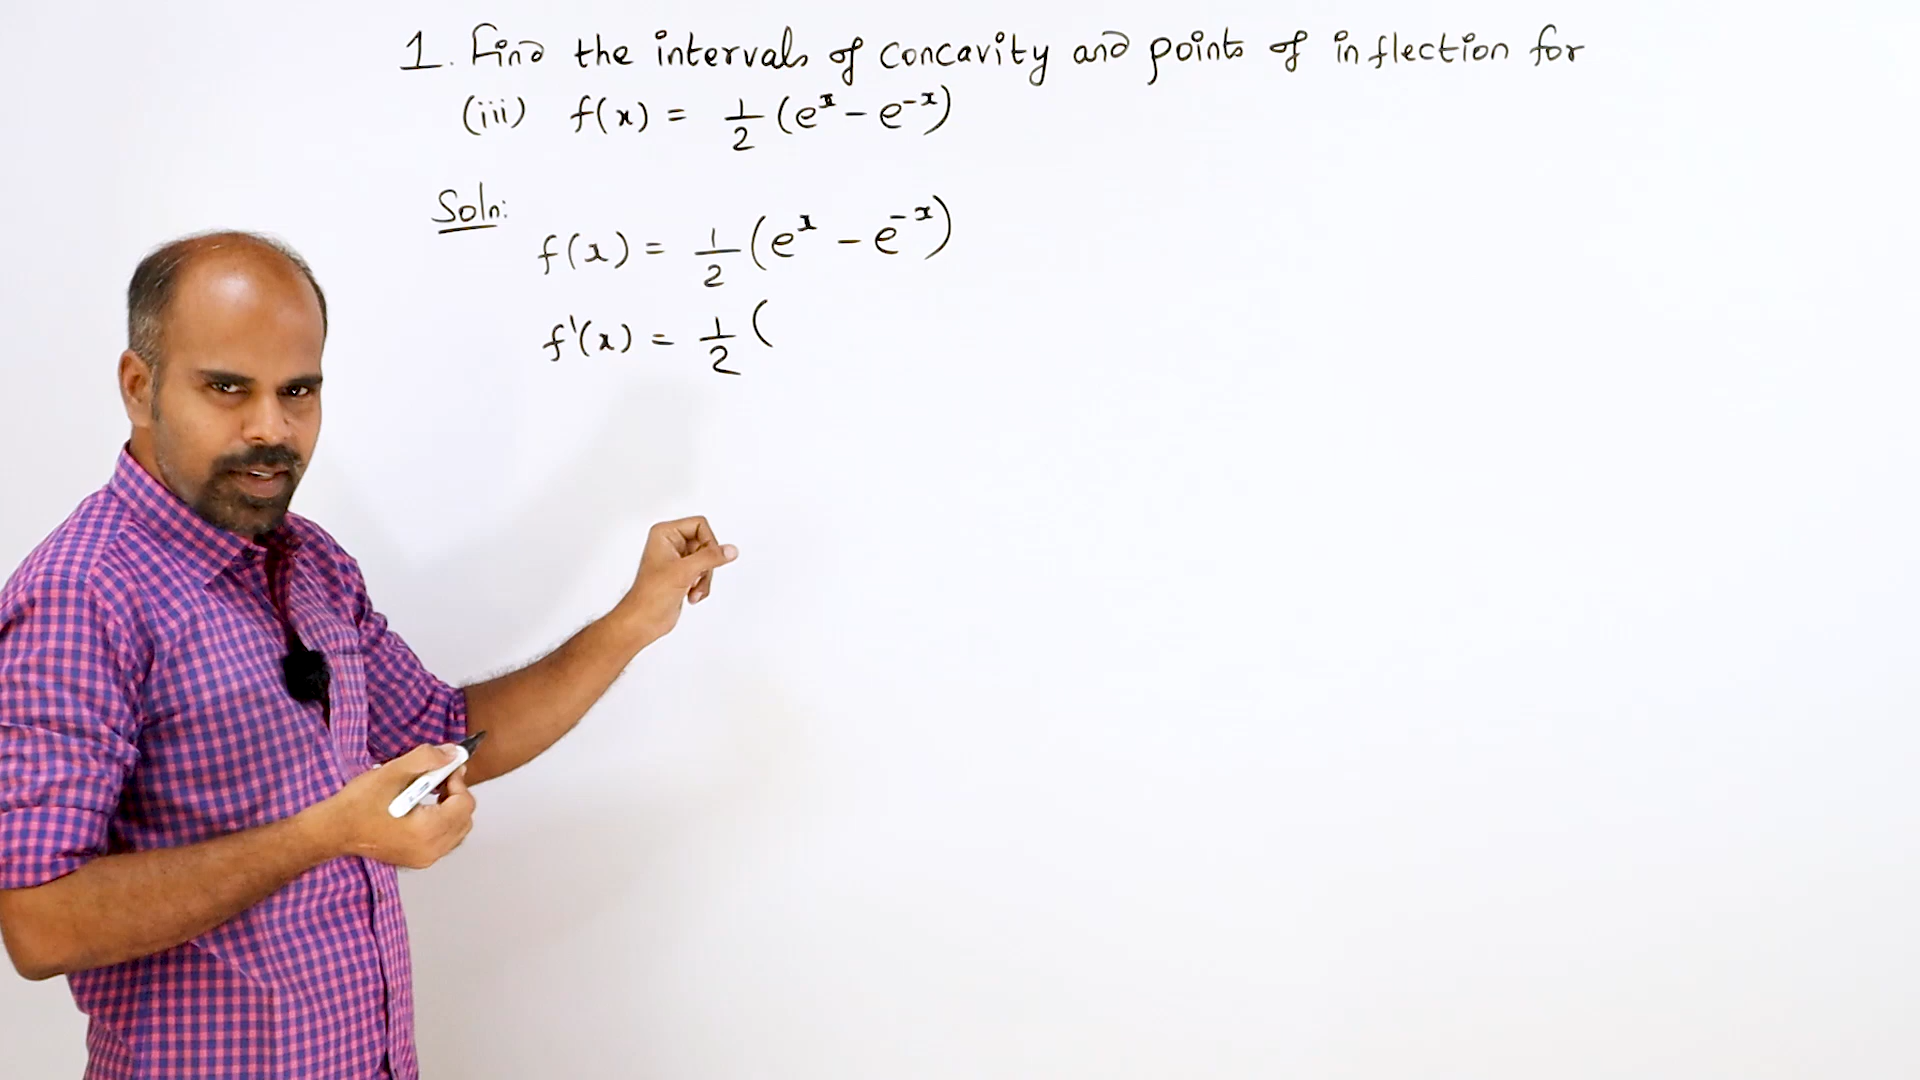 1. Find the intervals of concavity and points of inflection for
(iii) f(x) = 1/2 (e^x - e^-x)
Soln:
f(x) = 1/2 (e^x - e^-x)
f'(x) = 1/2 (